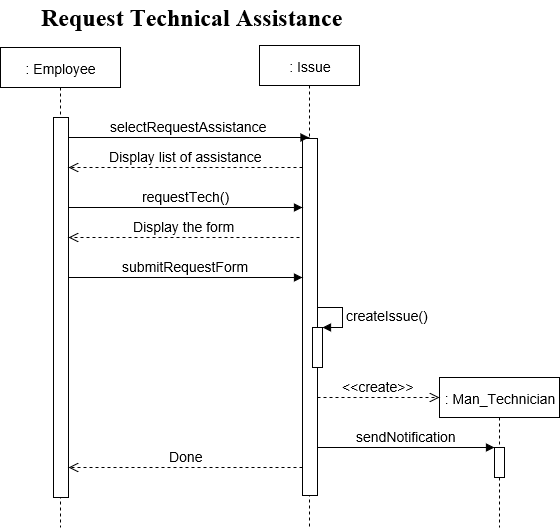 Request Technical Assistance
: Employee
: Issue
selectRequestAssistance
Display list of assistance
requestTech()
Display the form
submitRequestForm
createIssue()
<<create>>
: Man_Technician
sendNotification
Done